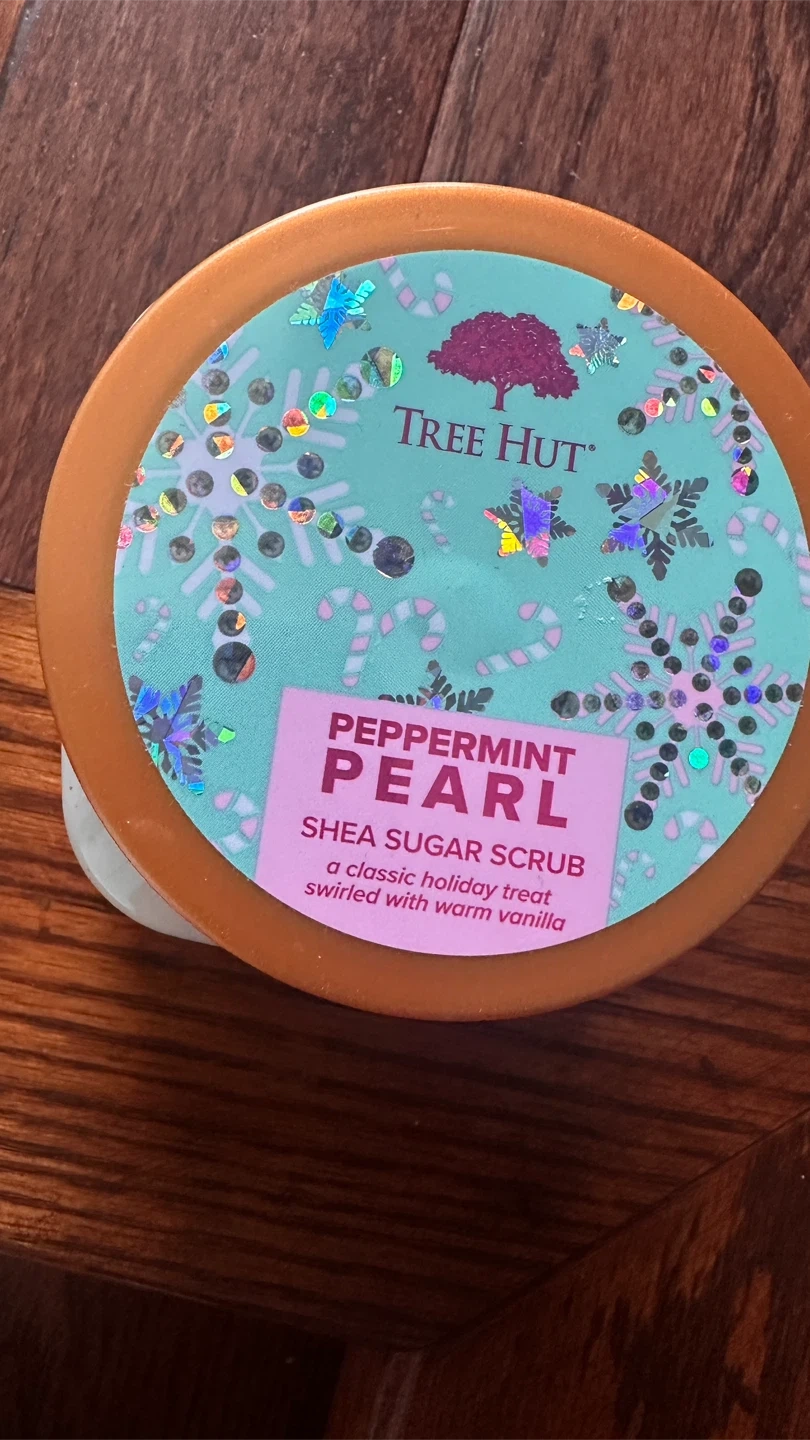 TREE HUT®
PEPPERMINT
PEARL
SHEA SUGAR SCRUB
a classic holiday treat
swirled with warm vanilla